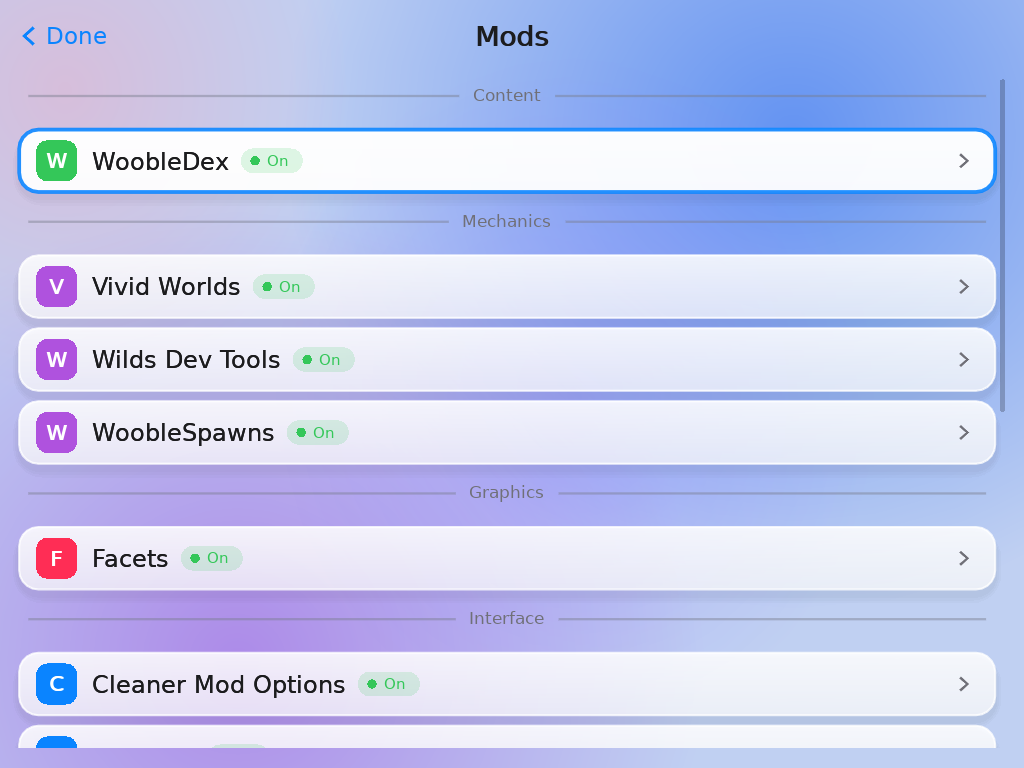 Done
Mods
Content
W WoobleDex On
Mechanics
V Vivid Worlds On
W Wilds Dev Tools On
W WoobleSpawns On
Graphics
F Facets On
Interface
C Cleaner Mod Options On